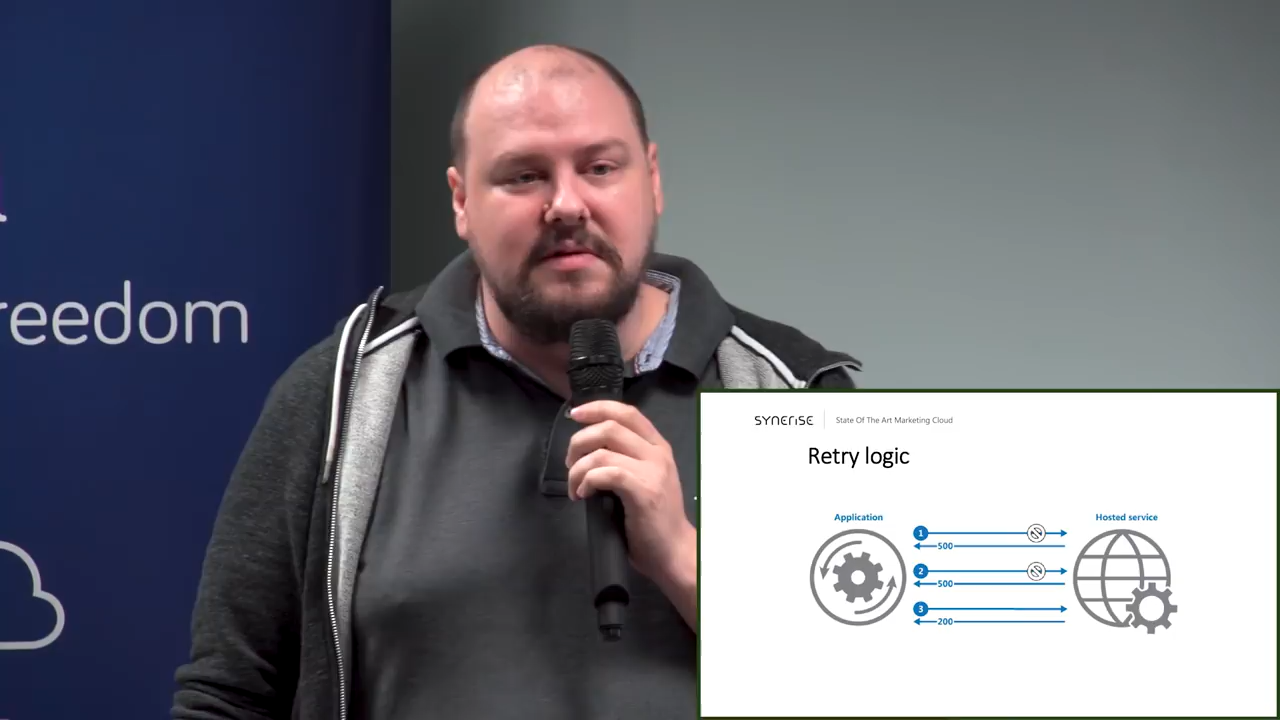 reedom
SYNERISE
State Of The Art Marketing Cloud
Retry logic
Application
Hosted service
1
500
2
500
3
200